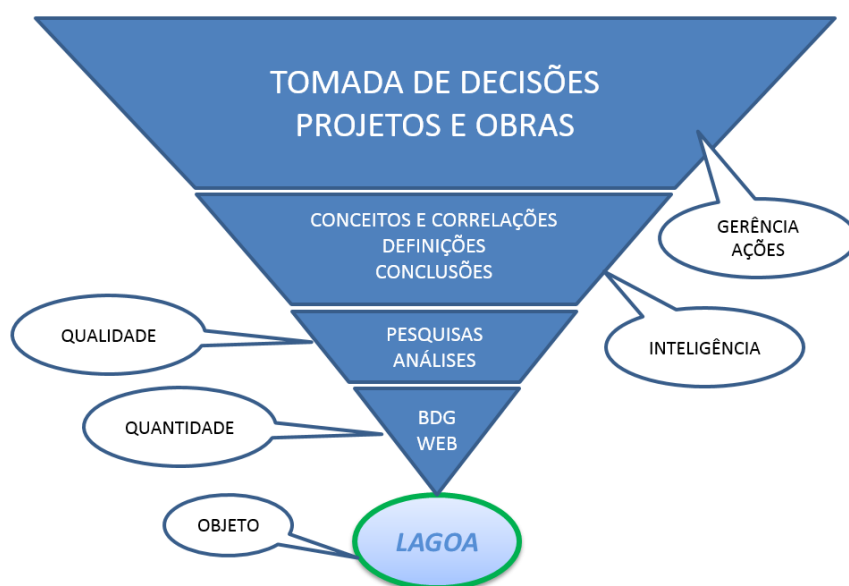 TOMADA DE DECISÕES
PROJETOS E OBRAS
CONCEITOS E CORRELAÇÕES
DEFINIÇÕES
CONCLUSÕES
GERÊNCIA
AÇÕES
QUALIDADE
PESQUISAS
ANÁLISES
INTELIGÊNCIA
QUANTIDADE
BDG
WEB
OBJETO
LAGOA